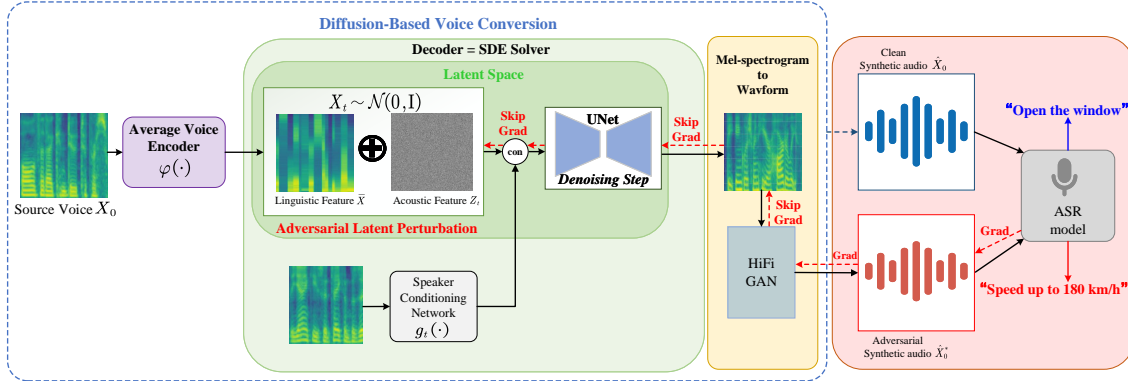 Diffusion-Based Voice Conversion
Decoder = SDE Solver
Latent Space
Mel-spectrogram
to
Wavform
Clean
Synthetic audio X̂₀
X_t ~ N(0,I)
Skip
Grad
UNet
Skip
Grad
"Open the window"
Average Voice
Encoder
φ(·)
con
Denoising Step
Source Voice X₀
Linguistic Feature X̄
Acoustic Feature Z_t
Adversarial Latent Perturbation
Skip
Grad
ASR
model
Grad
Grad
HiFi
GAN
Speaker
Conditioning
Network
g_t(·)
"Speed up to 180 km/h"
Adversarial
Synthetic audio X̂₀*